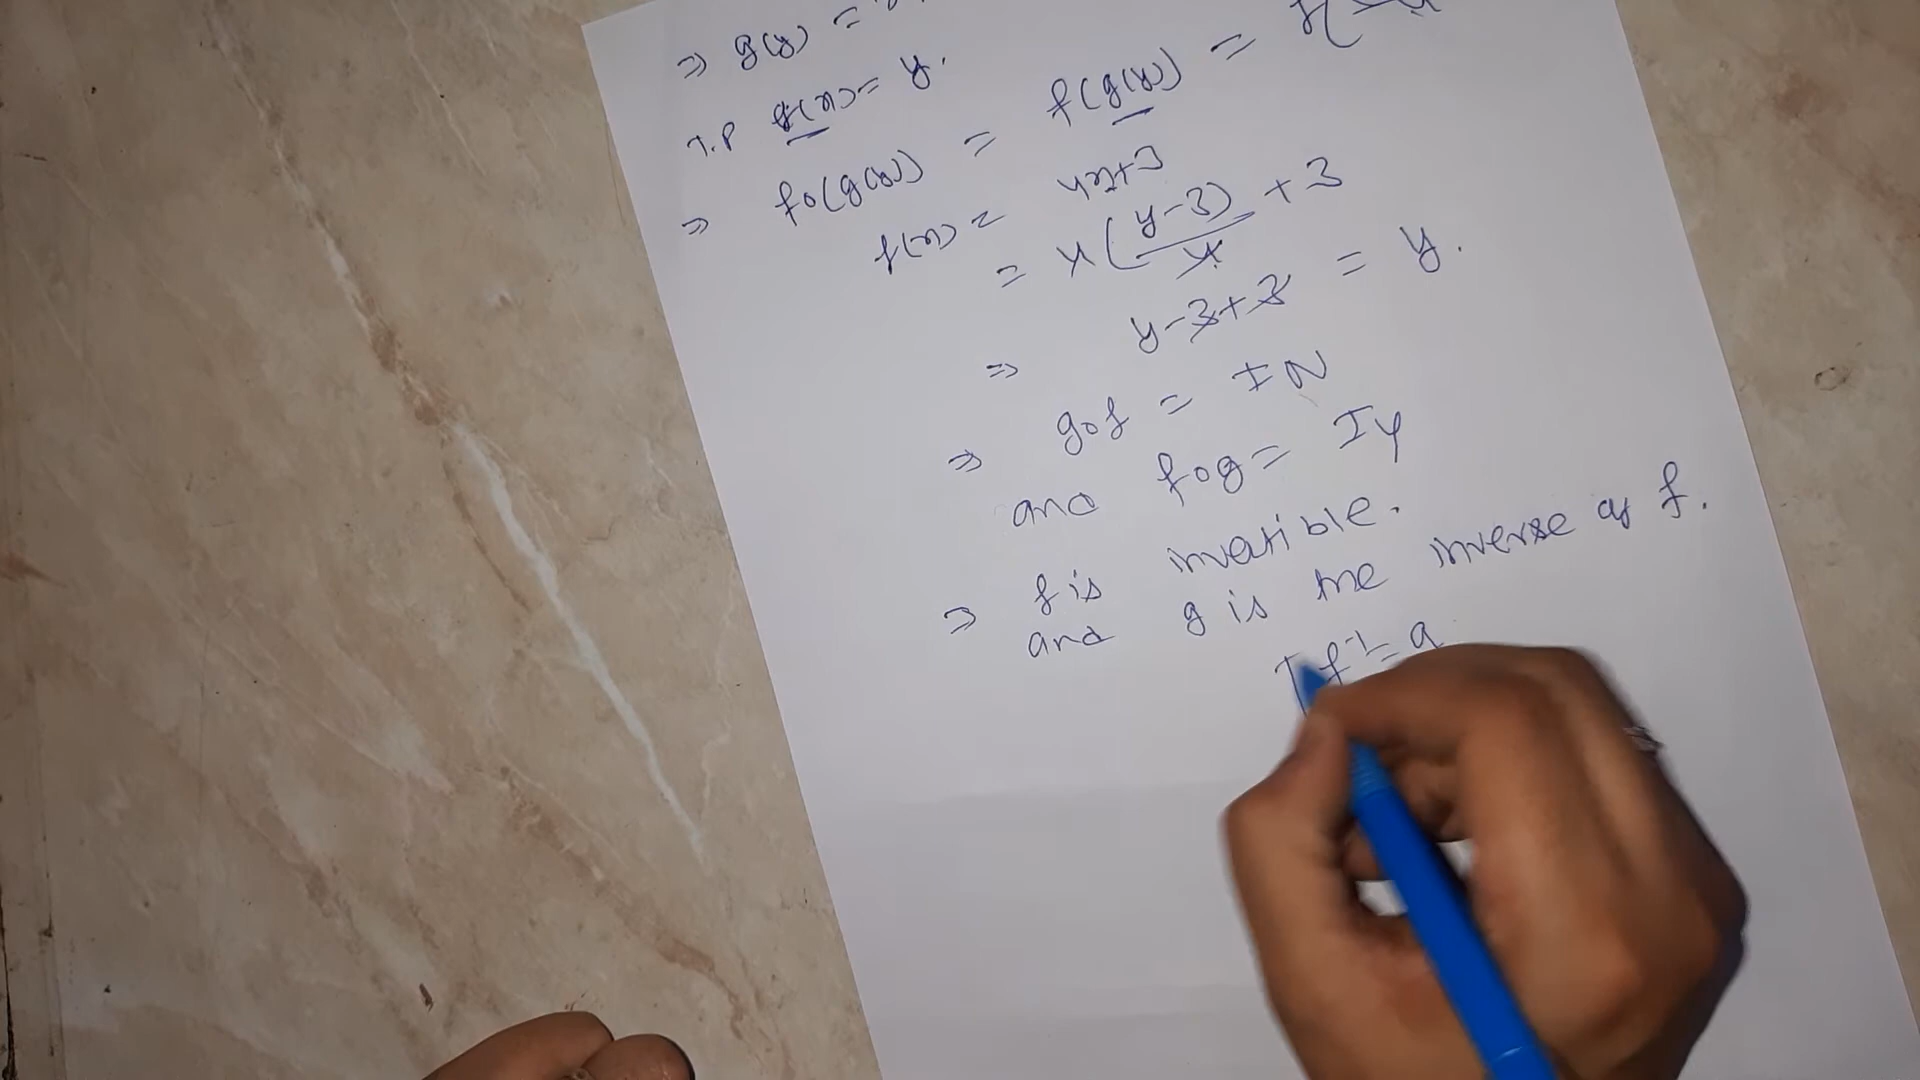 ⇒ g(y) =
T.P f(x) = y.
⇒ fo(g(y)) = f(g(y)) = f(
f(x) = 4x+3
= 4(y-3)/4 + 3
⇒ y-3+3 = y.
⇒ gof = IN
and fog = Iy
⇒ f is invertible.
and g is the inverse of f.
f⁻¹ = g